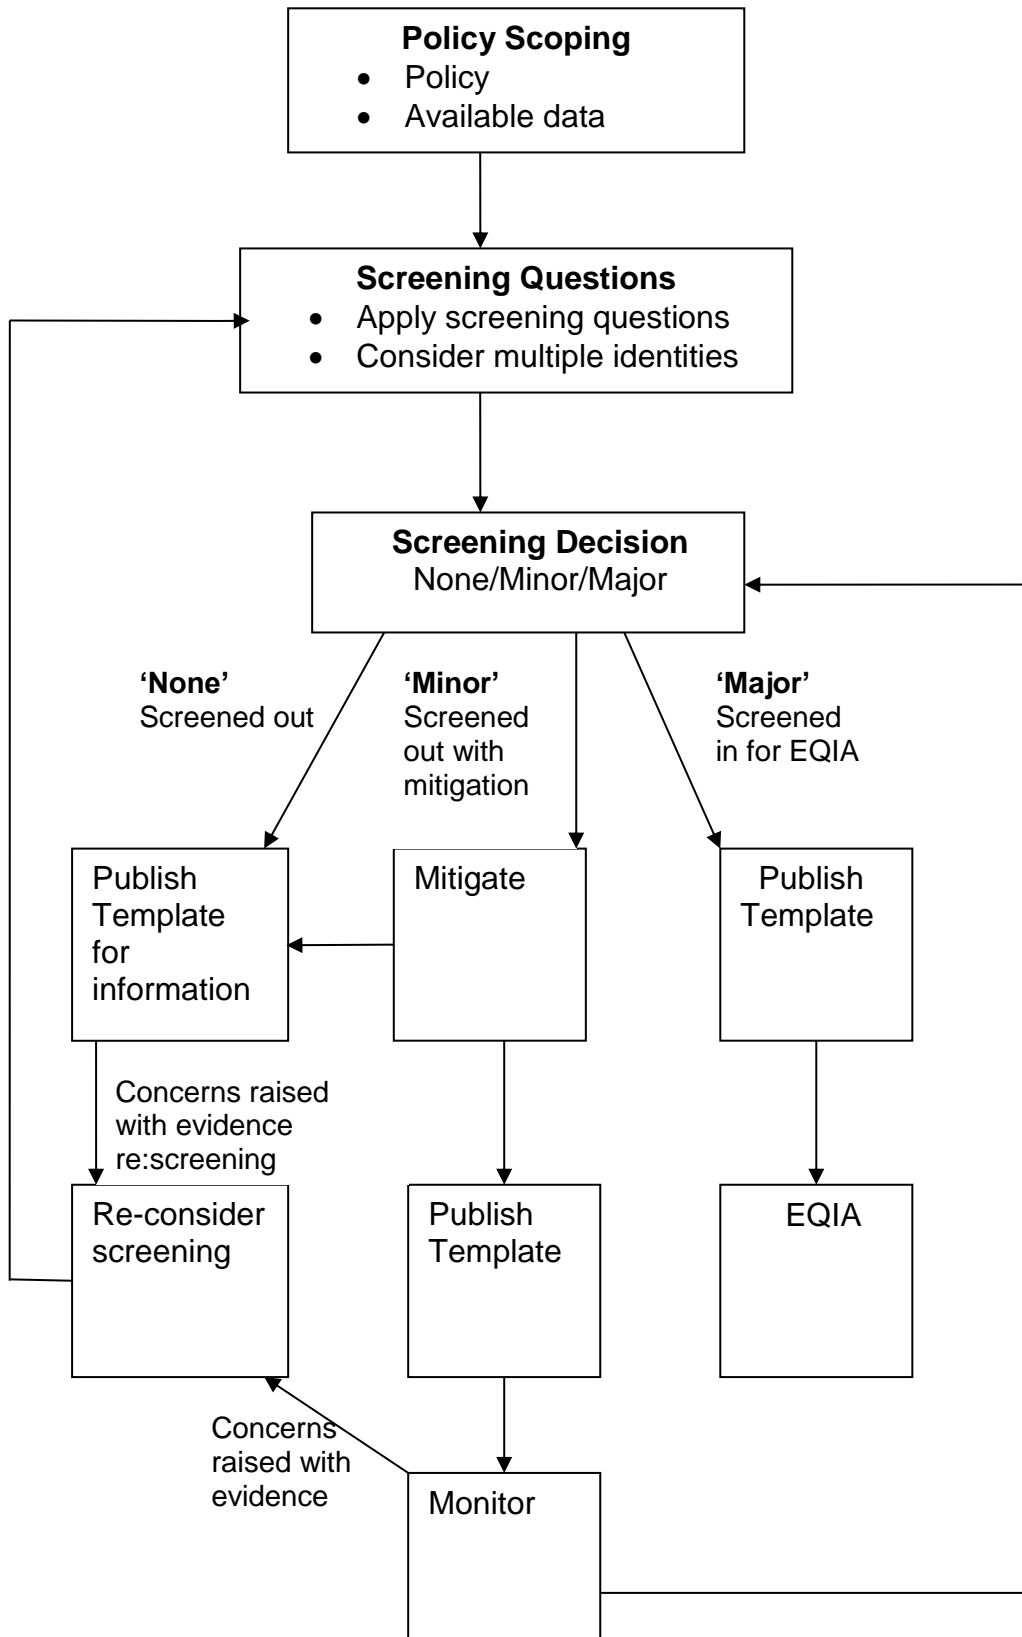 Policy Scoping
• Policy
• Available data
Screening Questions
• Apply screening questions
• Consider multiple identities
Screening Decision
None/Minor/Major
‘None’
Screened out
‘Minor’
Screened
out with
mitigation
‘Major’
Screened
in for EQIA
Publish
Template
for
information
Mitigate
Publish
Template
Concerns raised
with evidence
re:screening
Re-consider
screening
Publish
Template
EQIA
Concerns
raised with
evidence
Monitor